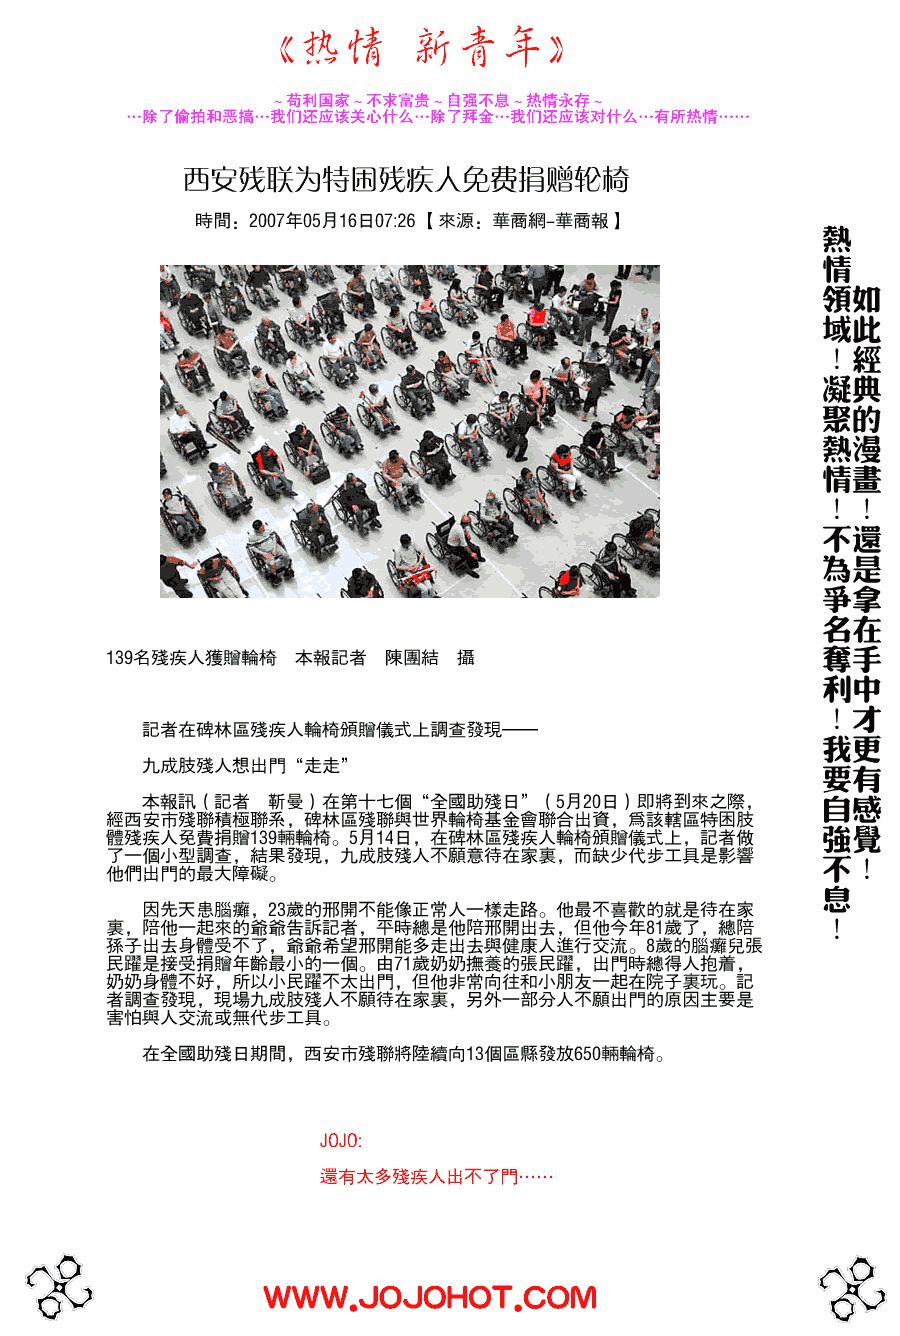 《热情 新青年》
～苟利国家～不求富贵～自强不息～热情永存～
…除了偷拍和恶搞…我们还应该关心什么…除了拜金…我们还应该对什么…有所热情……
西安残联为特困残疾人免费捐赠轮椅
時間：2007年05月16日07:26【來源：華商網-華商報】
139名殘疾人獲贈輪椅　本報記者　陳團結　攝
記者在碑林區殘疾人輪椅頒贈儀式上調查發現——
九成肢殘人想出門“走走”
本報訊（記者　靳曼）在第十七個“全國助殘日”（5月20日）即將到來之際，
經西安市殘聯積極聯系，碑林區殘聯與世界輪椅基金會聯合出資，爲該轄區特困肢
體殘疾人免費捐贈139輛輪椅。5月14日，在碑林區殘疾人輪椅頒贈儀式上，記者做
了一個小型調查，結果發現，九成肢殘人不願意待在家裏，而缺少代步工具是影響
他們出門的最大障礙。
因先天患腦癱，23歲的邢開不能像正常人一樣走路。他最不喜歡的就是待在家
裏，陪他一起來的爺爺告訴記者，平時總是他陪邢開出去，但他今年81歲了，總陪
孫子出去身體受不了，爺爺希望邢開能多走出去與健康人進行交流。8歲的腦癱兒張
民躍是接受捐贈年齡最小的一個。由71歲奶奶撫養的張民躍，出門時總得人抱着，
奶奶身體不好，所以小民躍不太出門，但他非常向往和小朋友一起在院子裏玩。記
者調查發現，現場九成肢殘人不願待在家裏，另外一部分人不願出門的原因主要是
害怕與人交流或無代步工具。
在全國助殘日期間，西安市殘聯將陸續向13個區縣發放650輛輪椅。
JOJO:
還有太多殘疾人出不了門……
如此經典的漫畫！還是拿在手中才更有感覺！
熱情領域！凝聚熱情！不為爭名奪利！我要自強不息！
WWW.JOJOHOT.COM